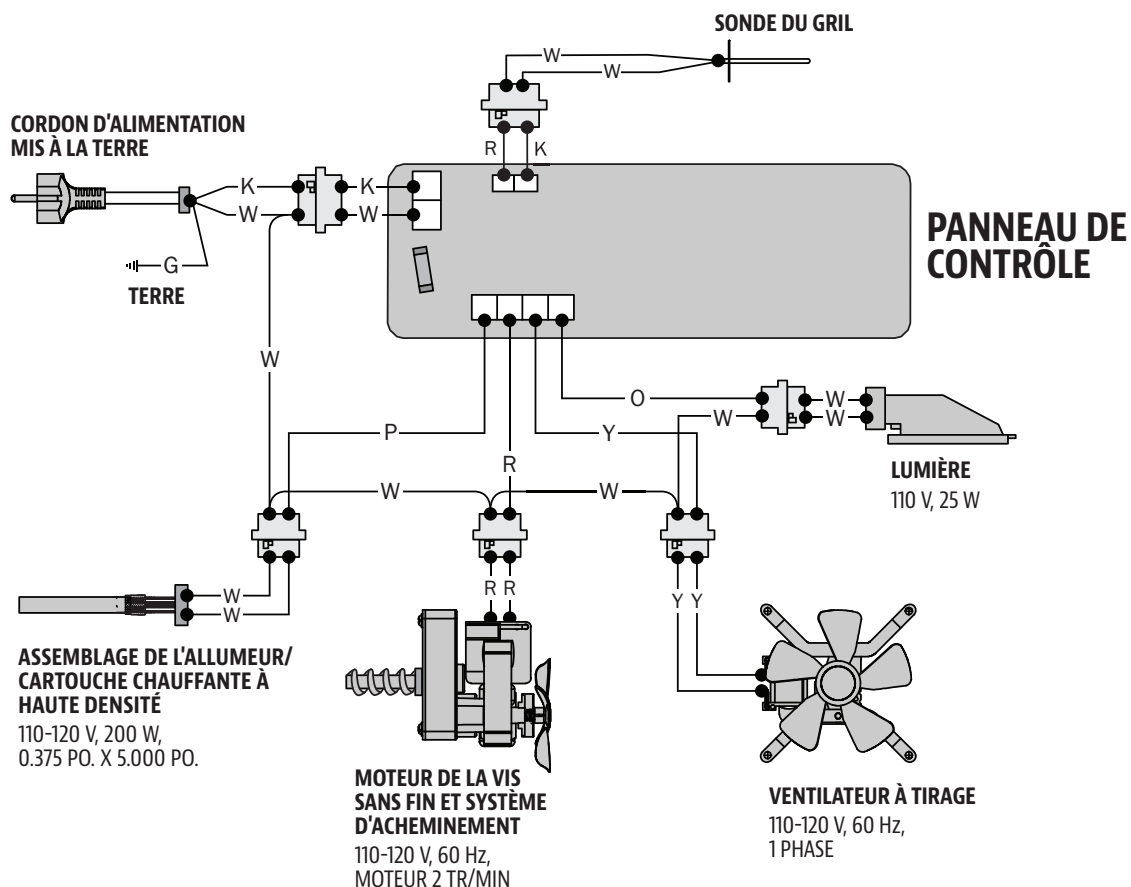 SONDE DU GRIL
W
W
CORDON D'ALIMENTATION
MIS À LA TERRE
R K
K K
W W
PANNEAU DE
CONTRÔLE
G
TERRE
W
O
W
W
W
P
Y
R
LUMIÈRE
110 V, 25 W
W
W
R R
W
W
Y Y
ASSEMBLAGE DE L'ALLUMEUR/
CARTOUCHE CHAUFFANTE À
HAUTE DENSITÉ
110-120 V, 200 W,
0.375 PO. X 5.000 PO.
MOTEUR DE LA VIS
SANS FIN ET SYSTÈME
D'ACHEMINEMENT
110-120 V, 60 Hz,
MOTEUR 2 TR/MIN
VENTILATEUR À TIRAGE
110-120 V, 60 Hz,
1 PHASE